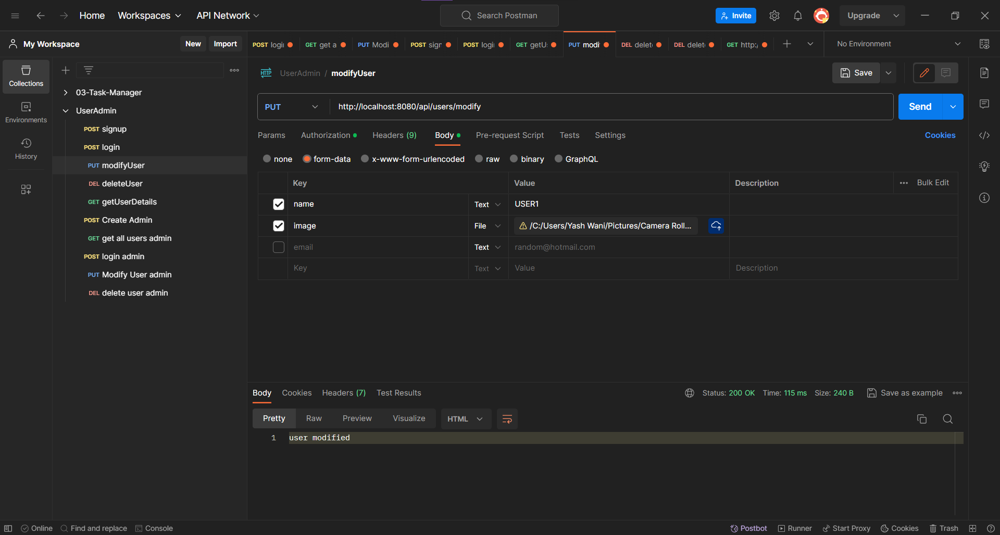 Home Workspaces API Network Search Postman Invite Upgrade
My Workspace New Import POST logi GET get a PUT Modi POST sigr POST logi GET getU PUT modi DEL delet DEL delet GET http:/ No Environment
Collections
Environments
History
03-Task-Manager
UserAdmin
POST signup
POST login
PUT modifyUser
DEL deleteUser
GET getUserDetails
POST Create Admin
GET get all users admin
POST login admin
PUT Modify User admin
DEL delete user admin
HTTP UserAdmin / modifyUser Save
PUT http://localhost:8080/api/users/modify Send
Params Authorization Headers (9) Body Pre-request Script Tests Settings Cookies
none form-data x-www-form-urlencoded raw binary GraphQL
Key Value Description Bulk Edit
name Text USER1
image File /C:/Users/Yash Wani/Pictures/Camera Roll...
email Text random@hotmail.com
Key Text Value Description
Body Cookies Headers (7) Test Results Status: 200 OK Time: 115 ms Size: 240 B Save as example
Pretty Raw Preview Visualize HTML
1 user modified
Online Find and replace Console Postbot Runner Start Proxy Cookies Trash